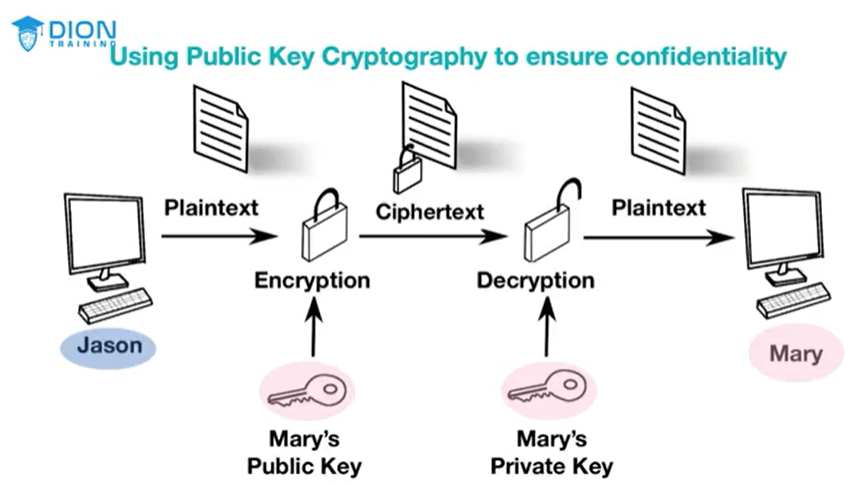 DION
TRAINING
Using Public Key Cryptography to ensure confidentiality
Plaintext
Ciphertext
Plaintext
Encryption
Decryption
Jason
Mary
Mary's
Public Key
Mary's
Private Key